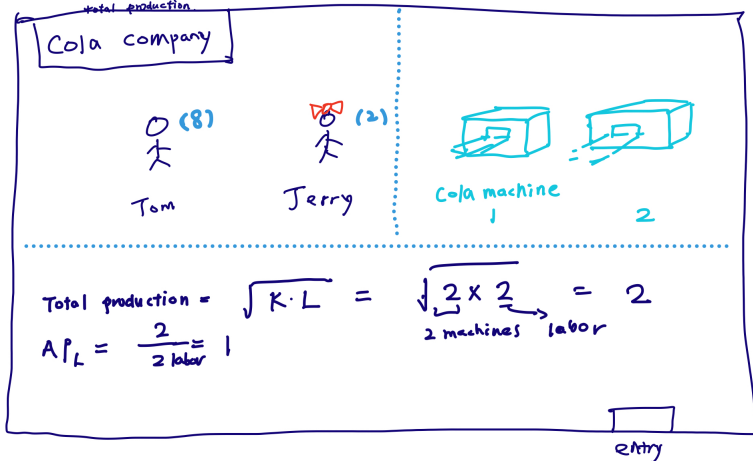 total production
Cola company
(8)
(2)
Tom
Jerry
Cola machine
1
2
Total production = √K·L = √2 × 2 = 2
2 machines
labor
APL = 2 / 2 labor = 1
entry